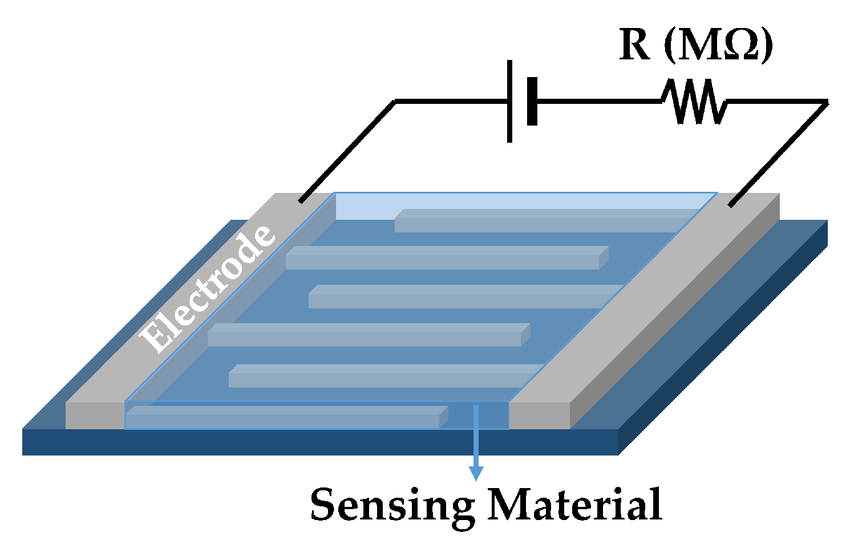 R (MΩ)
Electrode
Sensing Material